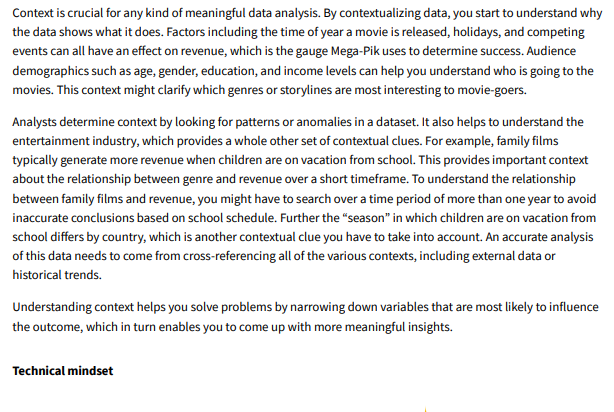 Context is crucial for any kind of meaningful data analysis. By contextualizing data, you start to understand why
the data shows what it does. Factors including the time of year a movie is released, holidays, and competing
events can all have an effect on revenue, which is the gauge Mega-Pik uses to determine success. Audience
demographics such as age, gender, education, and income levels can help you understand who is going to the
movies. This context might clarify which genres or storylines are most interesting to movie-goers.
Analysts determine context by looking for patterns or anomalies in a dataset. It also helps to understand the
entertainment industry, which provides a whole other set of contextual clues. For example, family films
typically generate more revenue when children are on vacation from school. This provides important context
about the relationship between genre and revenue over a short timeframe. To understand the relationship
between family films and revenue, you might have to search over a time period of more than one year to avoid
inaccurate conclusions based on school schedule. Further the “season” in which children are on vacation from
school differs by country, which is another contextual clue you have to take into account. An accurate analysis
of this data needs to come from cross-referencing all of the various contexts, including external data or
historical trends.
Understanding context helps you solve problems by narrowing down variables that are most likely to influence
the outcome, which in turn enables you to come up with more meaningful insights.
Technical mindset